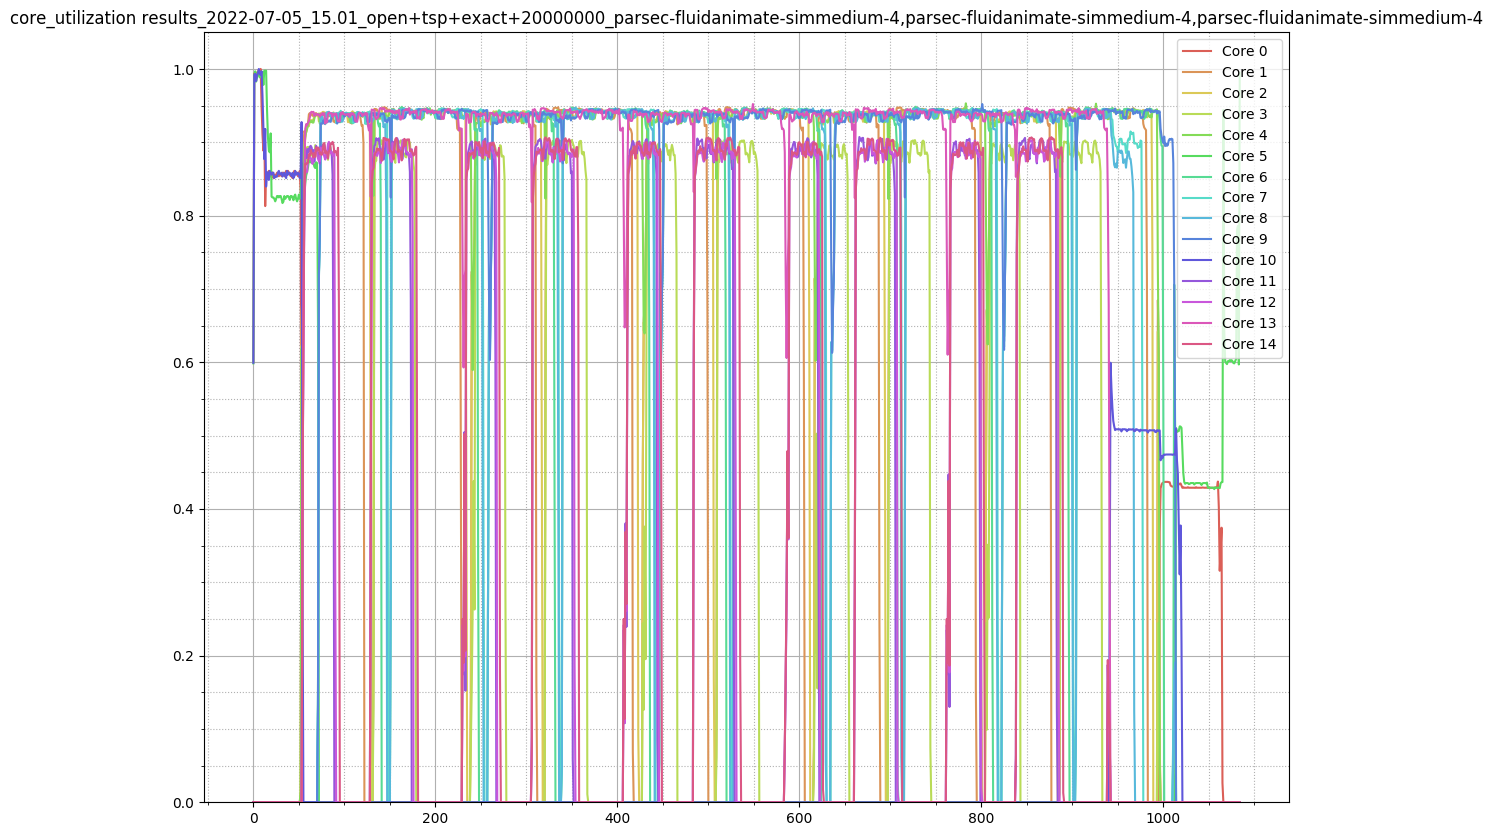 core_utilization results_2022-07-05_15.01_open+tsp+exact+20000000_parsec-fluidanimate-simmedium-4,parsec-fluidanimate-simmedium-4,parsec-fluidanimate-simmedium-4
Core 0
Core 1
Core 2
Core 3
Core 4
Core 5
Core 6
Core 7
Core 8
Core 9
Core 10
Core 11
Core 12
Core 13
Core 14
1.0
0.8
0.6
0.4
0.2
0.0
0 200 400 600 800 1000